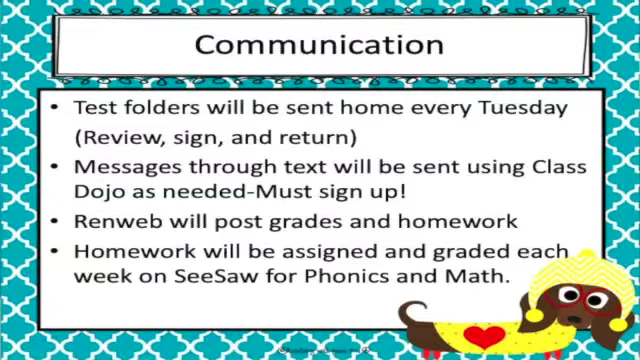 Communication
• Test folders will be sent home every Tuesday
(Review, sign, and return)
• Messages through text will be sent using Class
Dojo as needed-Must sign up!
• Renweb will post grades and homework
• Homework will be assigned and graded each
week on SeeSaw for Phonics and Math.